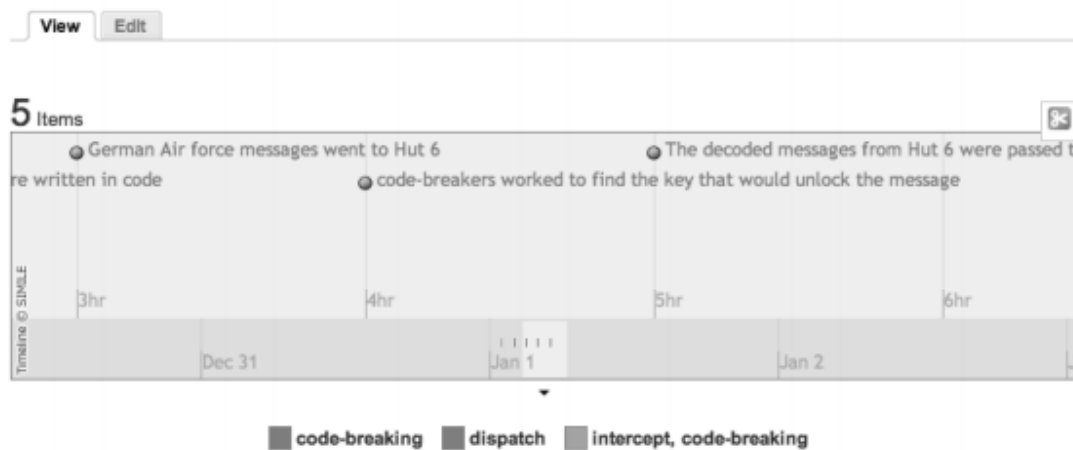 View Edit
5 Items
German Air force messages went to Hut 6
The decoded messages from Hut 6 were passed t
re written in code
code-breakers worked to find the key that would unlock the message
3hr 4hr 5hr 6hr
Timeline © SIMILE
Dec 31 Jan 1 Jan 2 J
code-breaking dispatch intercept, code-breaking